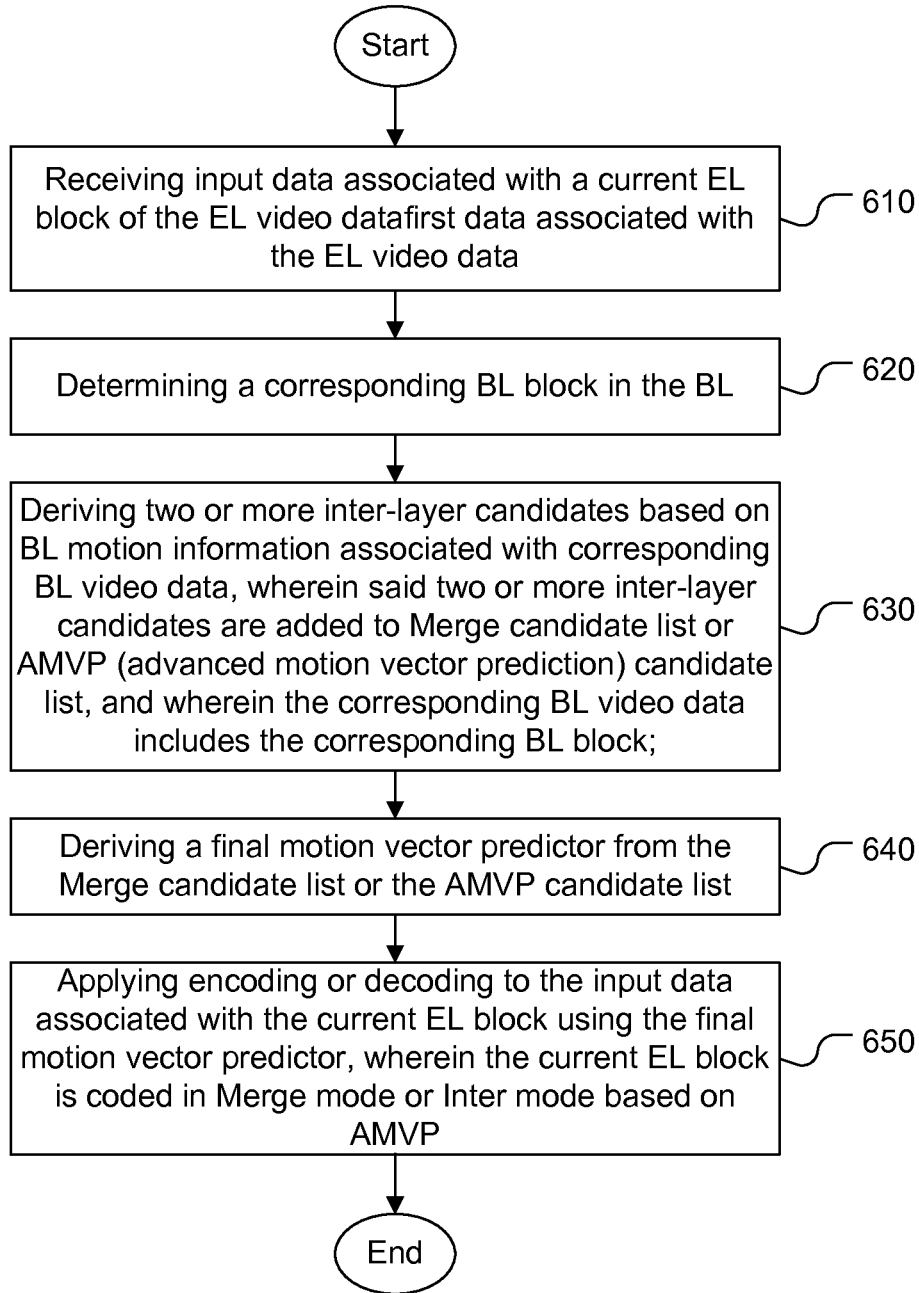 Start
Receiving input data associated with a current EL
block of the EL video datafirst data associated with
the EL video data
610
Determining a corresponding BL block in the BL
620
Deriving two or more inter-layer candidates based on
BL motion information associated with corresponding
BL video data, wherein said two or more inter-layer
candidates are added to Merge candidate list or
AMVP (advanced motion vector prediction) candidate
list, and wherein the corresponding BL video data
includes the corresponding BL block;
630
Deriving a final motion vector predictor from the
Merge candidate list or the AMVP candidate list
640
Applying encoding or decoding to the input data
associated with the current EL block using the final
motion vector predictor, wherein the current EL block
is coded in Merge mode or Inter mode based on
AMVP
650
End